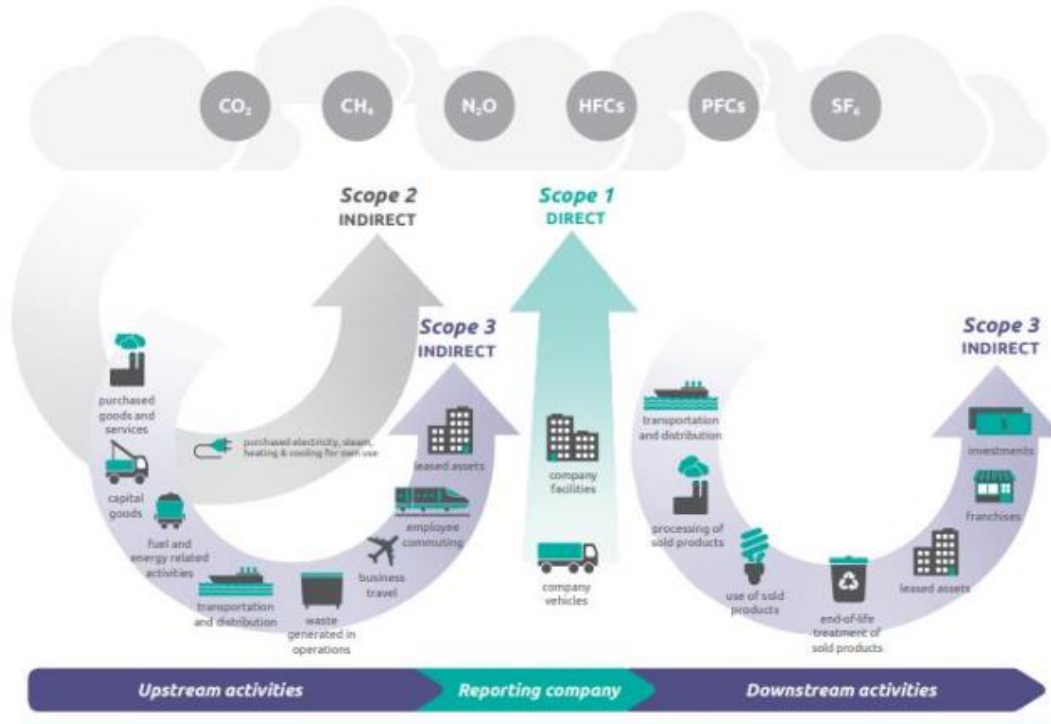 CO₂
CH₄
N₂O
HFCs
PFCs
SF₆
Scope 2
INDIRECT
Scope 1
DIRECT
Scope 3
INDIRECT
Scope 3
INDIRECT
purchased
goods and
services
capital
goods
fuel and
energy related
activities
purchased electricity, steam,
heating & cooling for own use
transportation
and distribution
waste
generated in
operations
business
travel
employee
commuting
leased assets
company
facilities
company
vehicles
transportation
and distribution
processing of
sold products
use of sold
products
end-of-life
treatment of
sold products
leased assets
franchises
investments
$
Upstream activities
Reporting company
Downstream activities